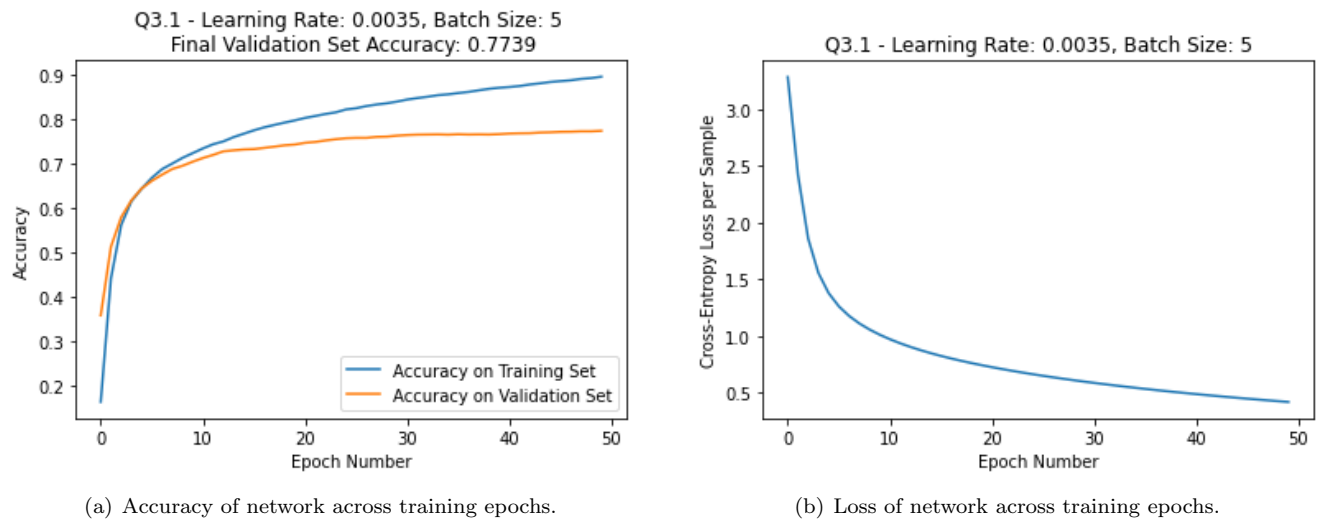 Q3.1 - Learning Rate: 0.0035, Batch Size: 5
Final Validation Set Accuracy: 0.7739
0.9
0.8
0.7
0.6
0.5
0.4
0.3
0.2
Accuracy
Accuracy on Training Set
Accuracy on Validation Set
0 10 20 30 40 50
Epoch Number
(a) Accuracy of network across training epochs.
Q3.1 - Learning Rate: 0.0035, Batch Size: 5
3.0
2.5
2.0
1.5
1.0
0.5
Cross-Entropy Loss per Sample
0 10 20 30 40 50
Epoch Number
(b) Loss of network across training epochs.